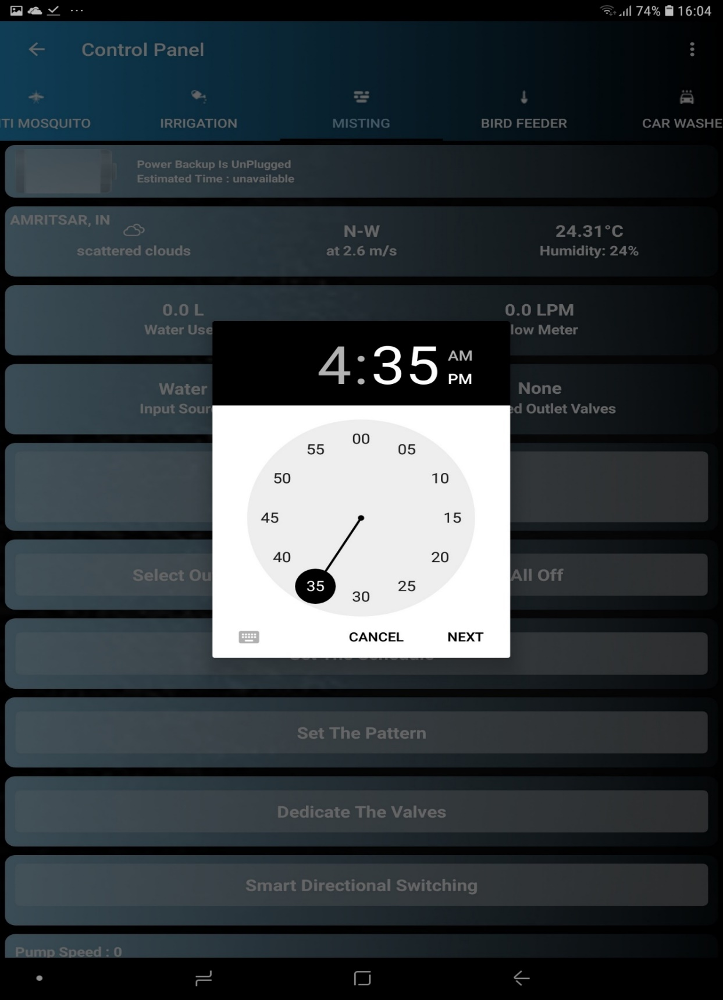 74% 16:04
Control Panel
TI MOSQUITO IRRIGATION MISTING BIRD FEEDER CAR WASHE
Power Backup Is UnPlugged
Estimated Time : unavailable
AMRITSAR, IN
N-W 24.31°C
scattered clouds at 2.6 m/s Humidity: 24%
0.0 L 0.0 LPM
Water Use low Meter
4:35 AM
PM
Water None
Input Sour ed Outlet Valves
00
55 05
50 10
45 15
40 20
Select Ou All Off
35 25
30
CANCEL NEXT
Set The Schedule
Set The Pattern
Dedicate The Valves
Smart Directional Switching
Pump Speed : 0